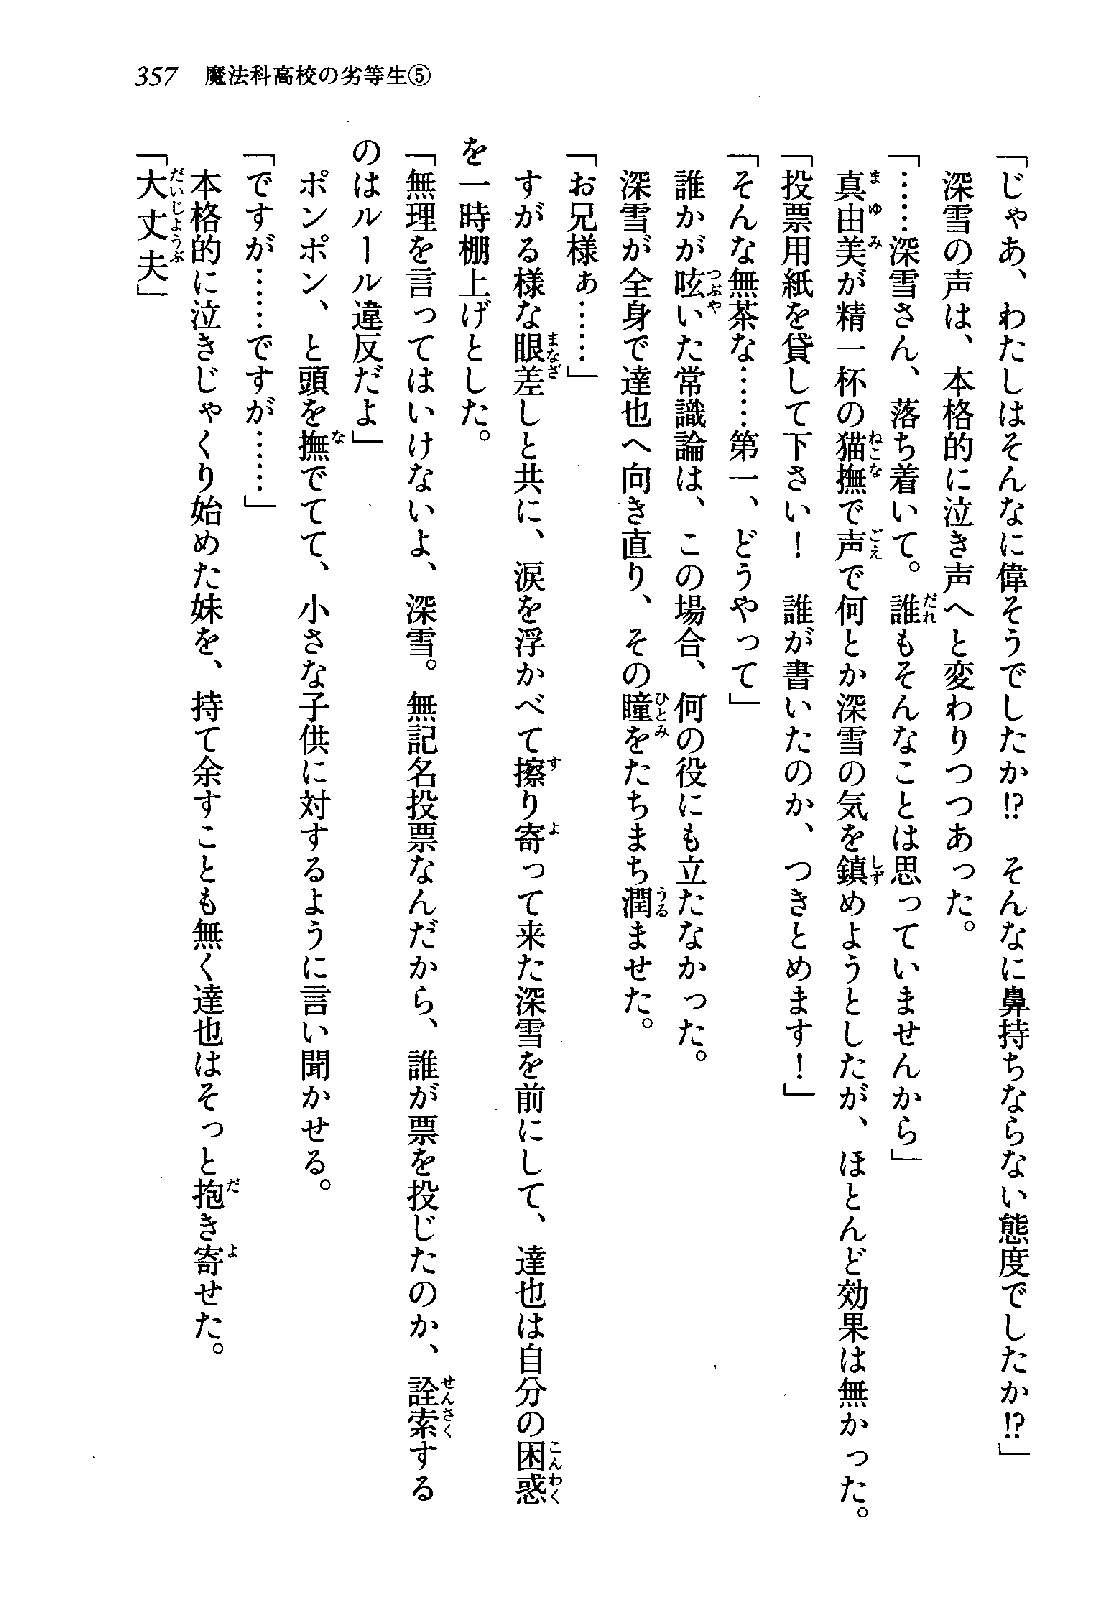 357　魔法科高校の劣等生⑤
「じゃあ、わたしはそんなに偉そうでしたか!?　そんなに鼻持ちならない態度でしたか!?」
深雪の声は、本格的に泣き声へと変わりつつあった。
「……深雪さん、落ち着いて。誰もそんなことは思っていませんから」
真由美が精一杯の猫撫で声で何とか深雪の気を鎮めようとしたが、ほとんど効果は無かった。
「投票用紙を貸して下さい！　誰が書いたのか、つきとめます！」
「そんな無茶な……第一、どうやって」
誰かが呟いた常識論は、この場合、何の役にも立たなかった。
深雪が全身で達也へ向き直り、その瞳をたちまち潤ませた。
「お兄様ぁ……」
すがる様な眼差しと共に、涙を浮かべて擦り寄って来た深雪を前にして、達也は自分の困惑
を一時棚上げとした。
「無理を言ってはいけないよ、深雪。無記名投票なんだから、誰が票を投じたのか、詮索する
のはルール違反だよ」
ポンポン、と頭を撫でてて、小さな子供に対するように言い聞かせる。
「ですが……ですが……」
本格的に泣きじゃくり始めた妹を、持て余すことも無く達也はそっと抱き寄せた。
「大丈夫」